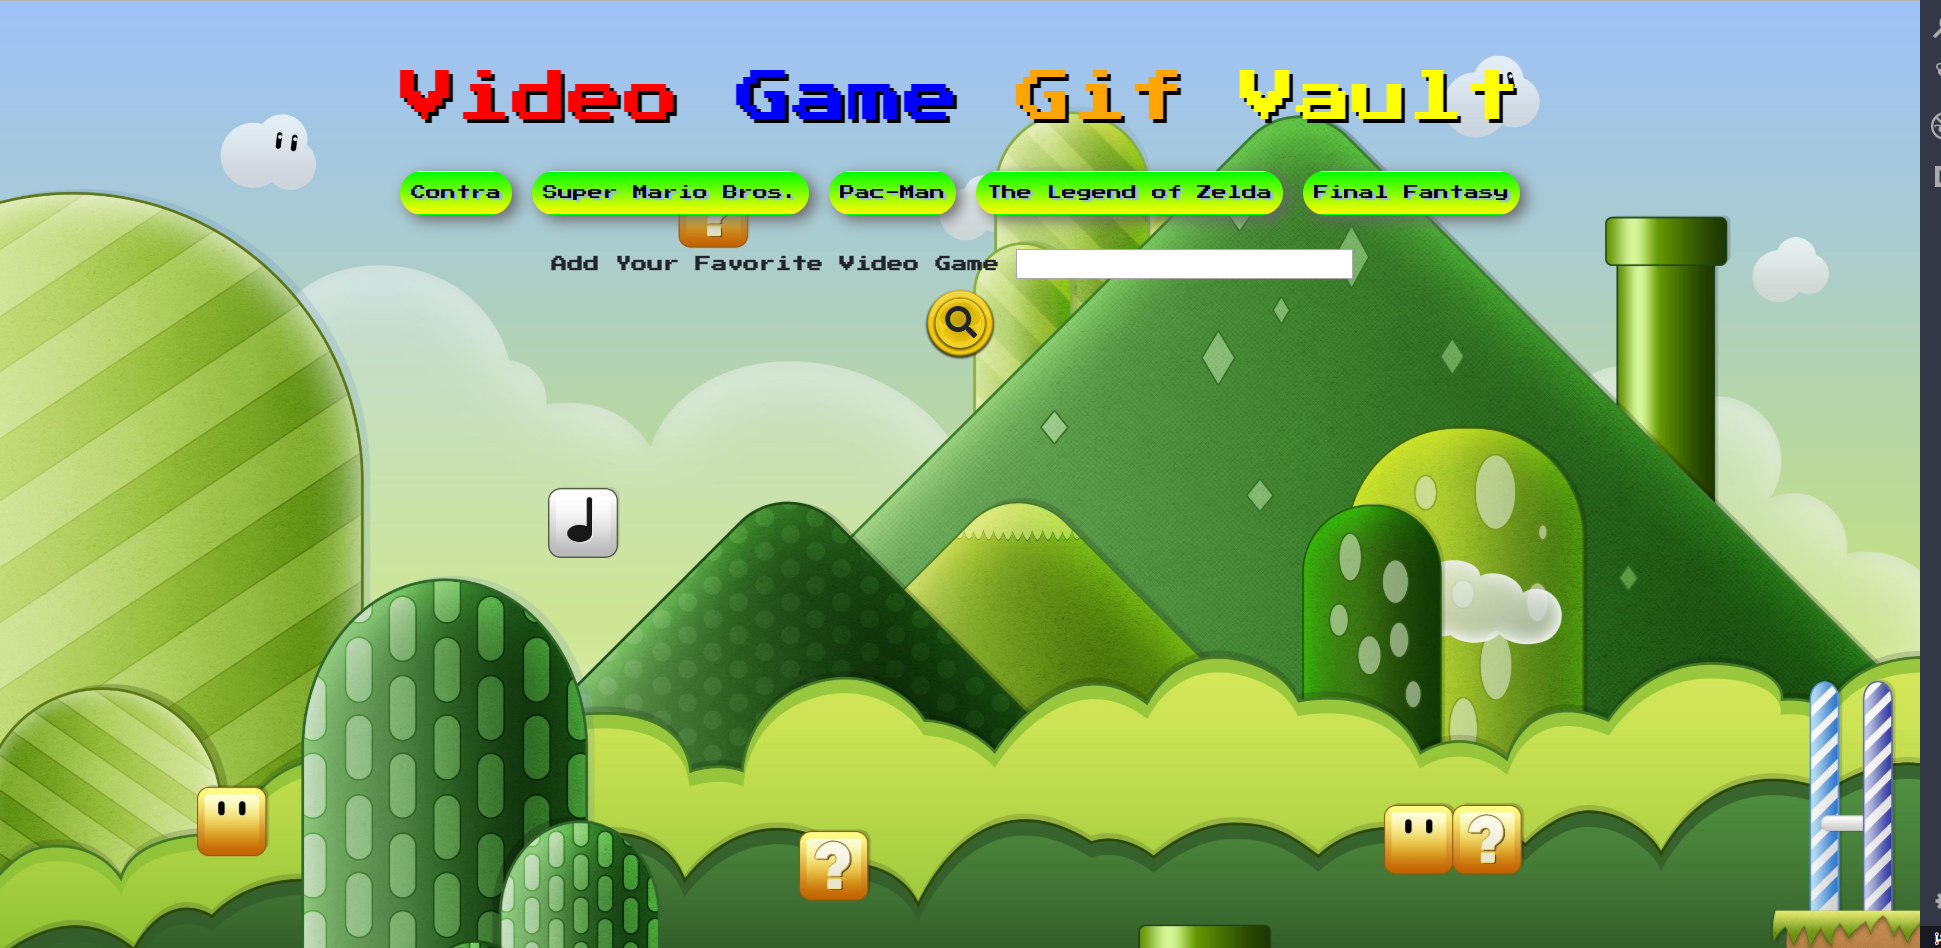 Video Game Gif Vault
Contra Super Mario Bros. Pac-Man The Legend of Zelda Final Fantasy
?
Add Your Favorite Video Game
?
?